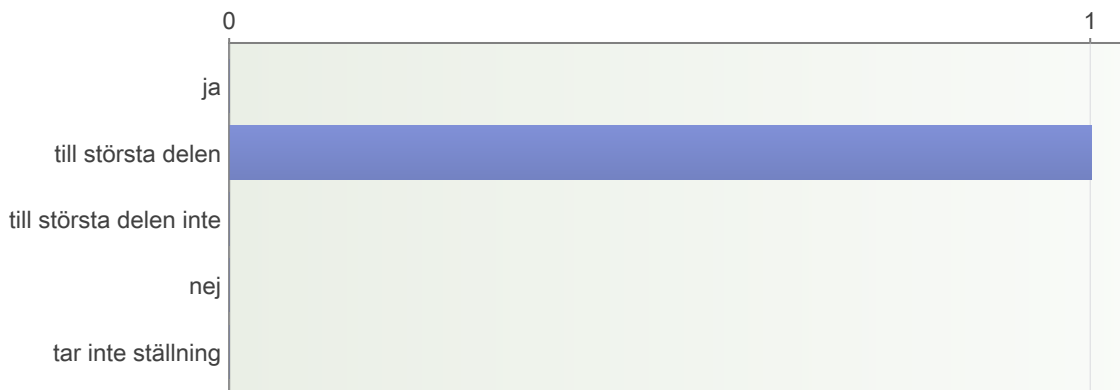 0 1
ja
till största delen
till största delen inte
nej
tar inte ställning